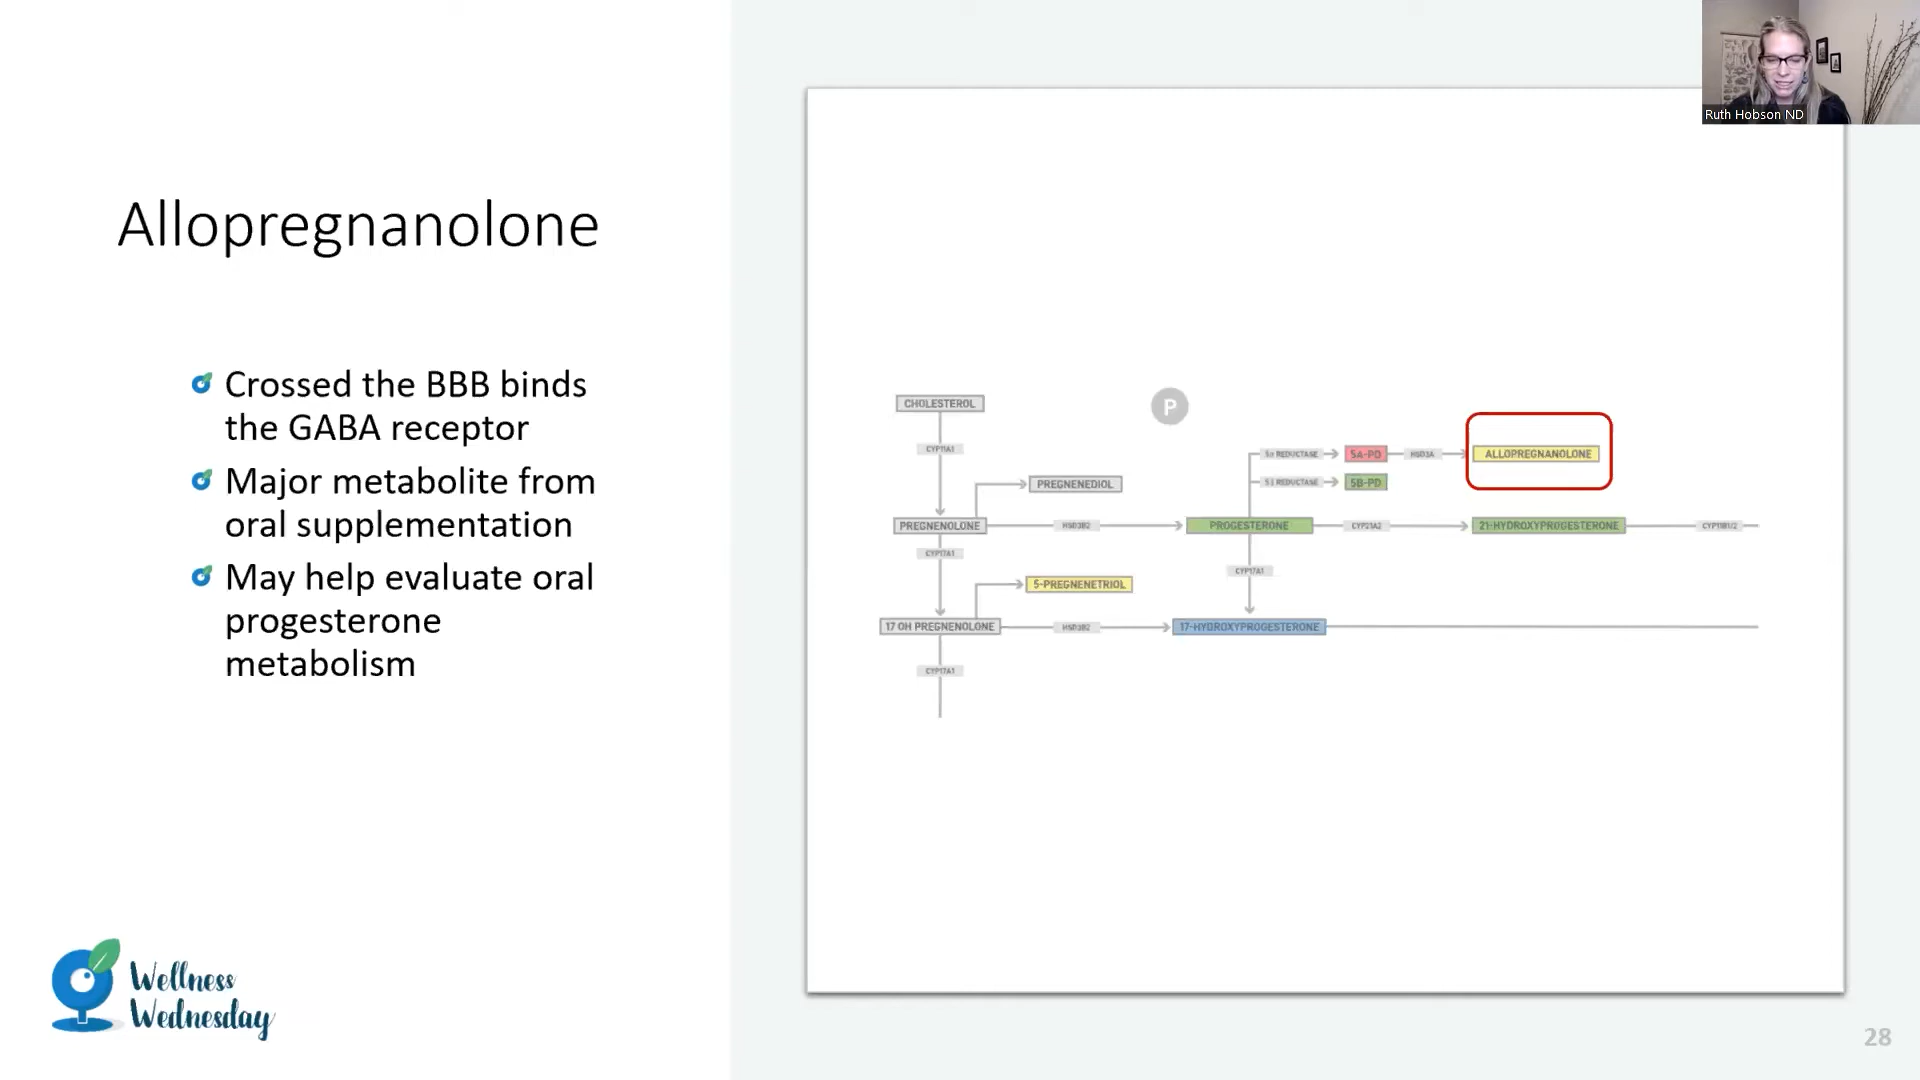 Ruth Hobson ND
Allopregnanolone
Crossed the BBB binds
the GABA receptor
Major metabolite from
oral supplementation
May help evaluate oral
progesterone
metabolism
CHOLESTEROL
P
CYP11A1
5α REDUCTASE
5A-PD
HSD3A
ALLOPREGNANOLONE
PREGNENEDIOL
REDUCTASE
5B-PD
PREGNENOLONE
HSD3B2
PROGESTERONE
CYP21A2
21-HYDROXYPROGESTERONE
CYP11B1/2
CYP17A1
CYP17A1
5-PREGNENETRIOL
17 OH PREGNENOLONE
HSD3B2
17-HYDROXYPROGESTERONE
CYP17A1
Wellness
Wednesday
28